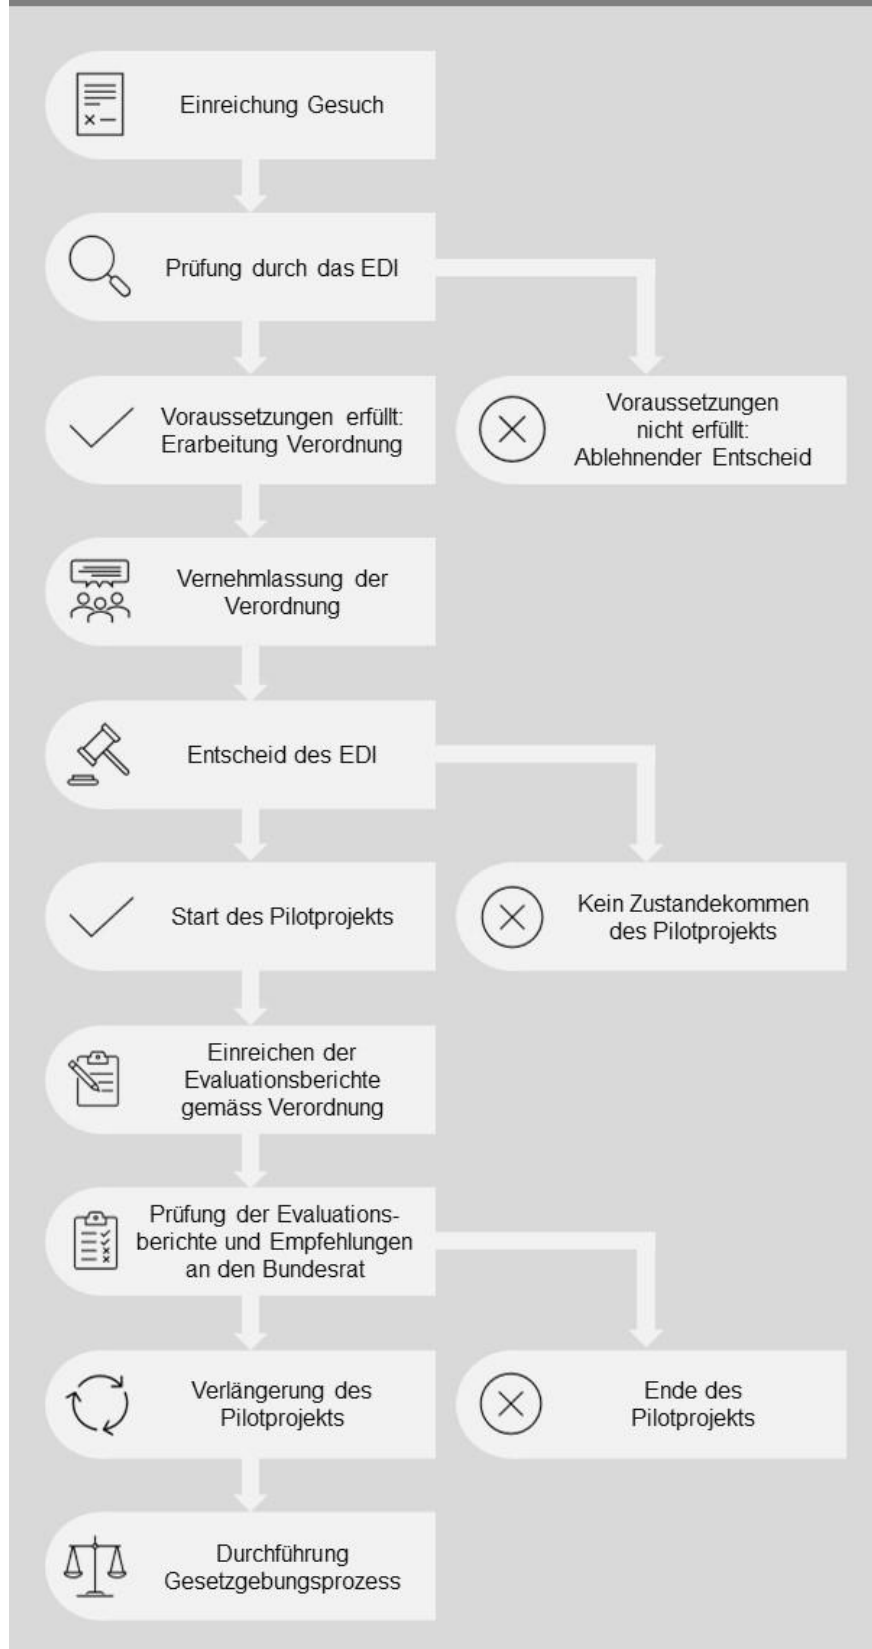 Einreichung Gesuch
Prüfung durch das EDI
Voraussetzungen erfüllt:
Erarbeitung Verordnung
Voraussetzungen
nicht erfüllt:
Ablehnender Entscheid
Vernehmlassung der
Verordnung
Entscheid des EDI
Start des Pilotprojekts
Kein Zustandekommen
des Pilotprojekts
Einreichen der
Evaluationsberichte
gemäss Verordnung
Prüfung der Evaluations-
berichte und Empfehlungen
an den Bundesrat
Verlängerung des
Pilotprojekts
Ende des
Pilotprojekts
Durchführung
Gesetzgebungsprozess